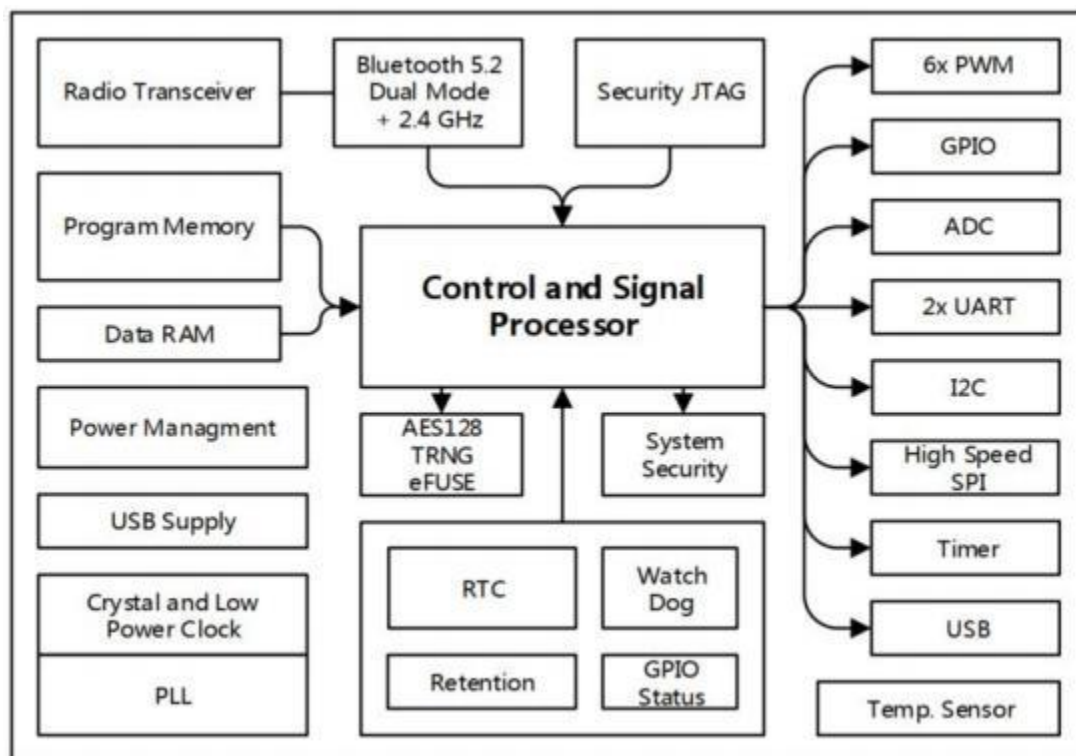 Radio Transceiver
Bluetooth 5.2
Dual Mode
+ 2.4 GHz
Security JTAG
6x PWM
GPIO
Program Memory
ADC
Control and Signal
Processor
2x UART
Data RAM
I2C
Power Managment
AES128
TRNG
eFUSE
System
Security
High Speed
SPI
USB Supply
Timer
RTC
Watch
Dog
Crystal and Low
Power Clock
USB
PLL
Retention
GPIO
Status
Temp. Sensor